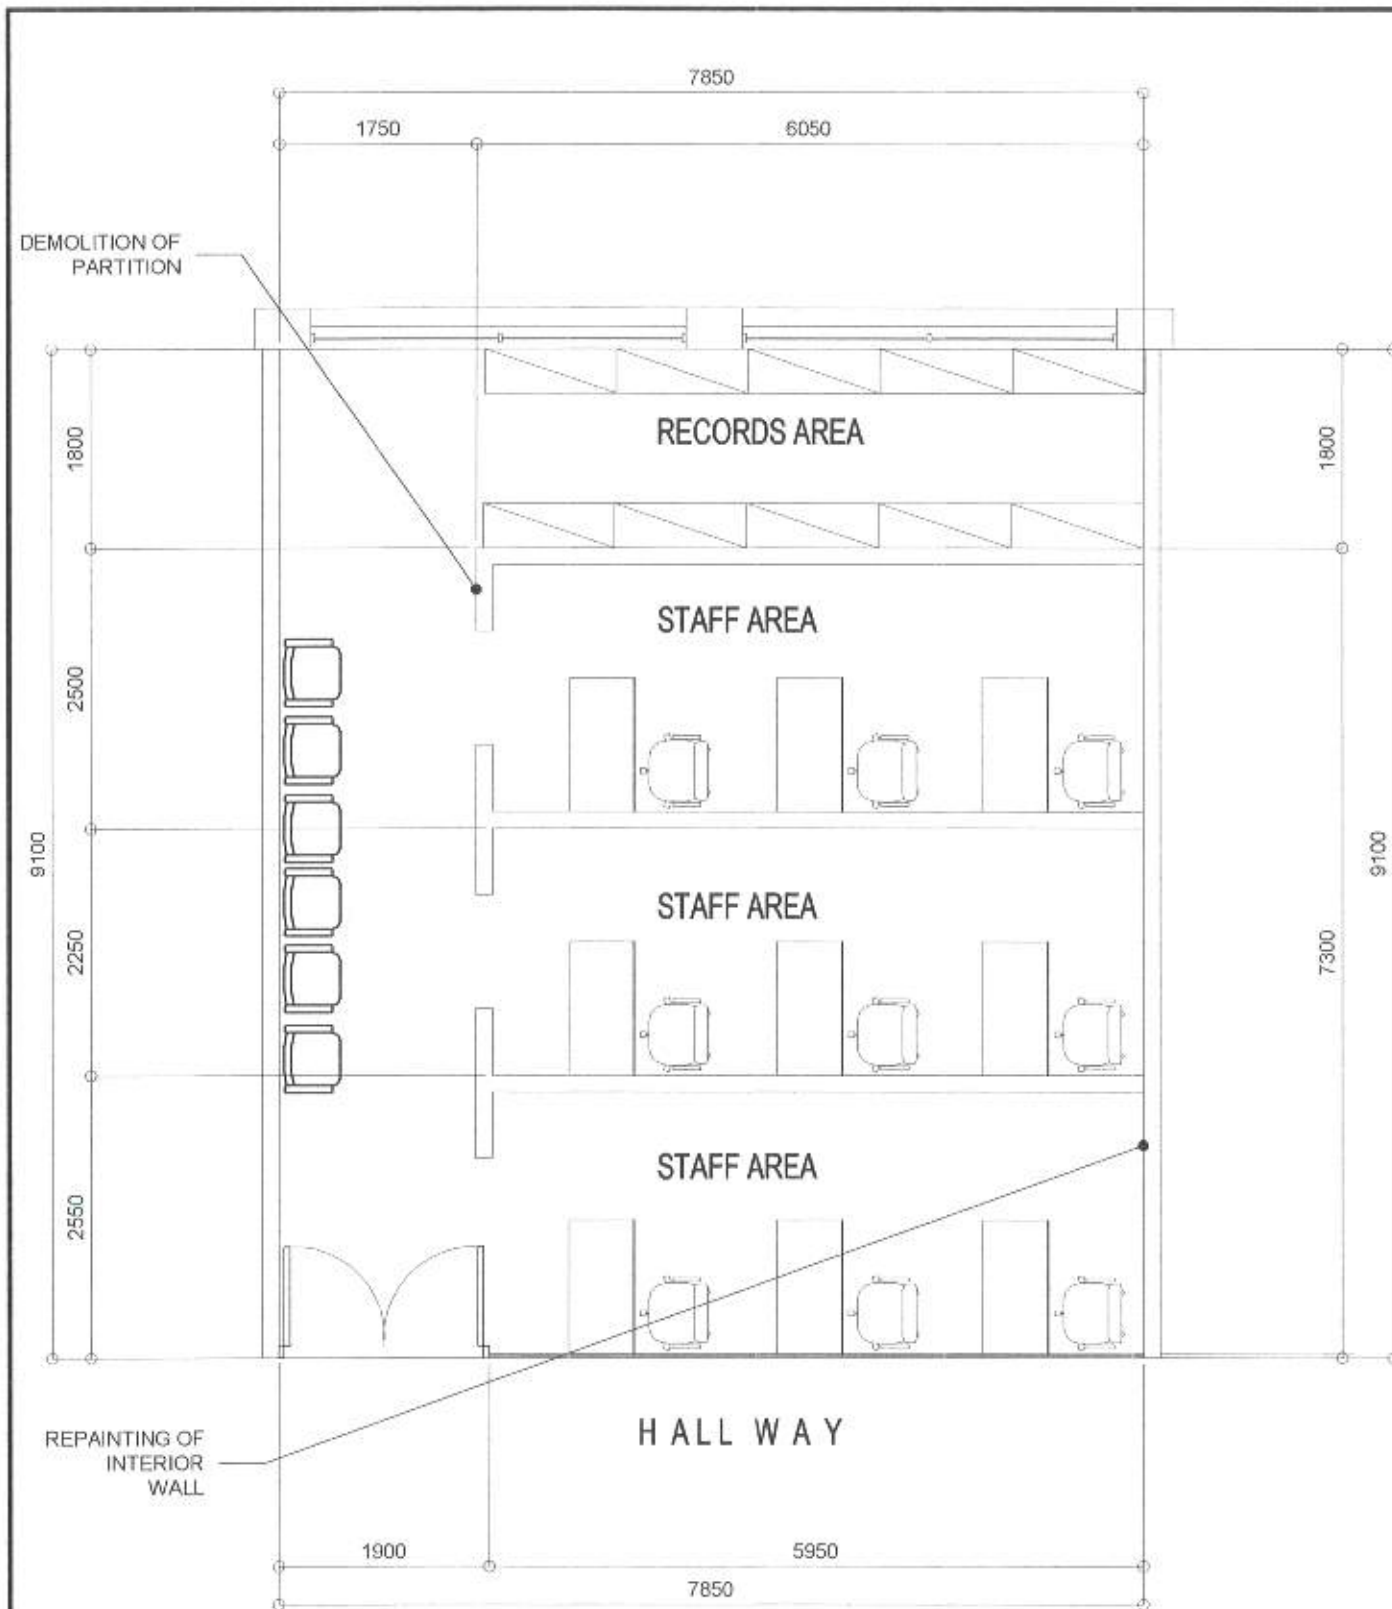 7850
1750
6050
DEMOLITION OF
PARTITION
RECORDS AREA
1800
1800
STAFF AREA
2500
9100
9100
STAFF AREA
2250
7300
STAFF AREA
2550
HALL WAY
REPAINTING OF
INTERIOR
WALL
1900
5950
7850